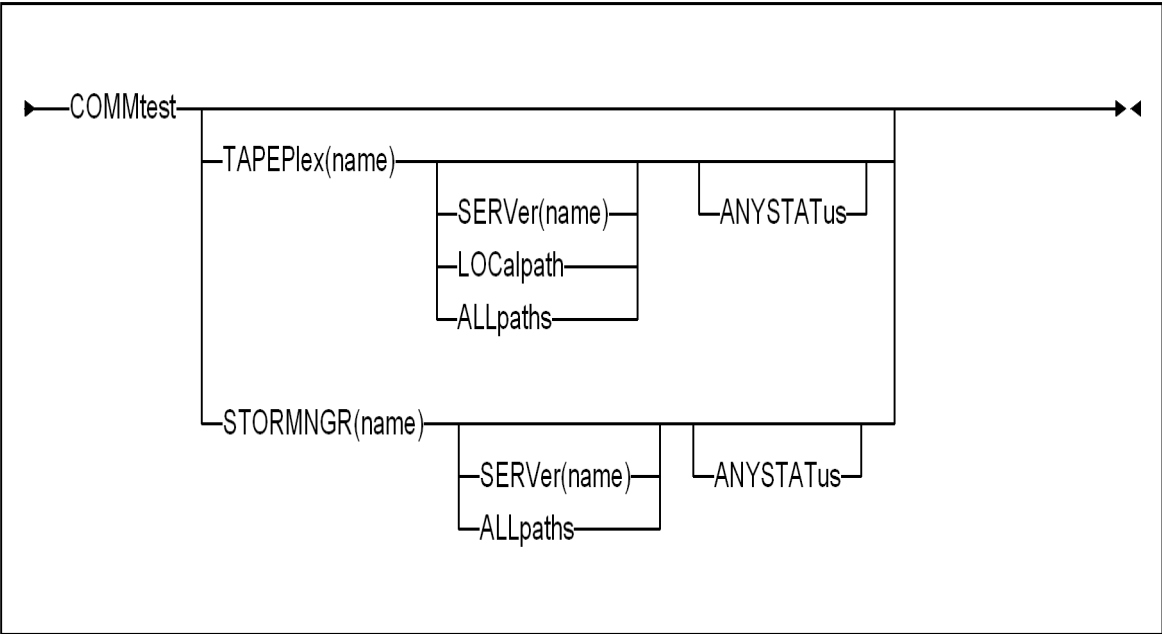 COMMtest
TAPEPlex(name)
SERVer(name)
ANYSTATus
LOCalpath
ALLpaths
STORMNGR(name)
SERVer(name)
ANYSTATus
ALLpaths